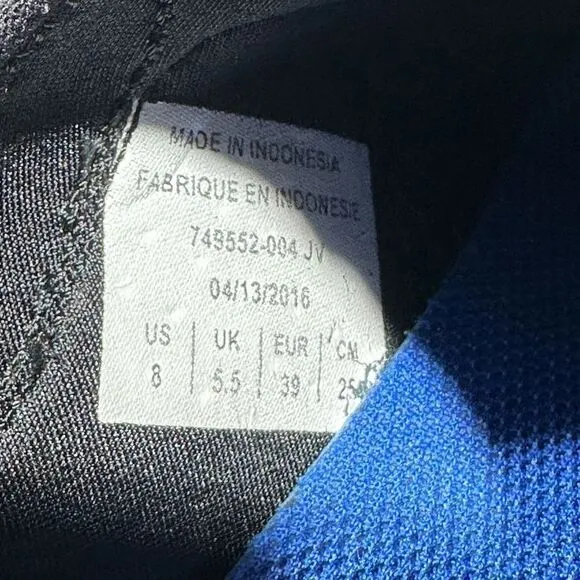 MADE IN INDONESIA
FABRIQUE EN INDONESIE
749552-004 JV
04/13/2016
US UK EUR CM
8 5.5 39